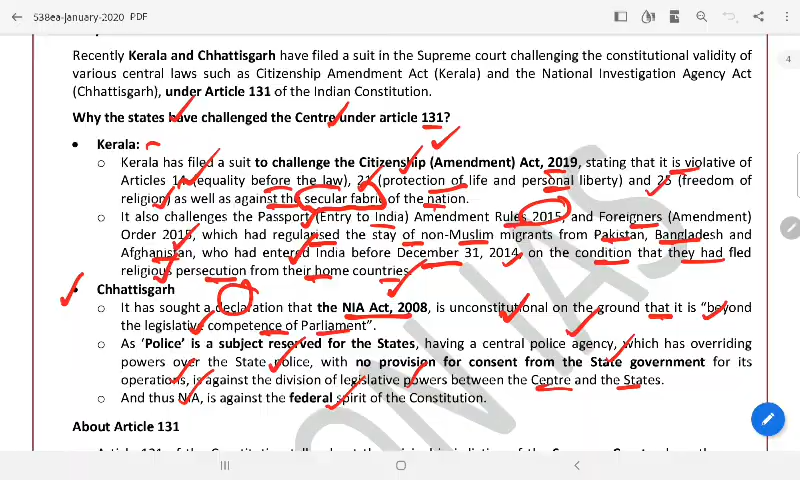 538ea-january-2020 PDF
4
Recently Kerala and Chhattisgarh have filed a suit in the Supreme court challenging the constitutional validity of
various central laws such as Citizenship Amendment Act (Kerala) and the National Investigation Agency Act
(Chhattisgarh), under Article 131 of the Indian Constitution.
Why the states have challenged the Centre under article 131?
• Kerala:
o Kerala has filed a suit to challenge the Citizenship (Amendment) Act, 2019, stating that it is violative of
Articles 14 (equality before the law), 21 (protection of life and personal liberty) and 25 (freedom of
religion) as well as against the secular fabric of the nation.
o It also challenges the Passport (Entry to India) Amendment Rules 2015, and Foreigners (Amendment)
Order 2015, which had regularised the stay of non-Muslim migrants from Pakistan, Bangladesh and
Afghanistan, who had entered India before December 31, 2014, on the condition that they had fled
religious persecution from their home countries.
• Chhattisgarh
o It has sought a declaration that the NIA Act, 2008, is unconstitutional on the ground that it is “beyond
the legislative competence of Parliament”.
o As ‘Police’ is a subject reserved for the States, having a central police agency, which has overriding
powers over the State police, with no provision for consent from the State government for its
operations, is against the division of legislative powers between the Centre and the States.
o And thus NIA, is against the federal spirit of the Constitution.
About Article 131